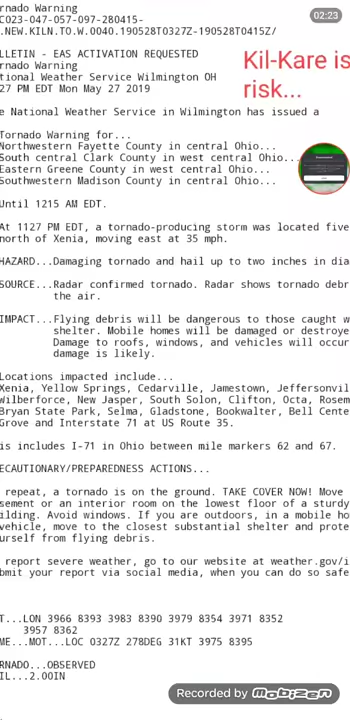 rnado Warning
C023-047-057-097-280415-
.NEW.KILN.TO.W.0040.190528T0327Z-190528T0415Z/
LLETIN - EAS ACTIVATION REQUESTED
rnado Warning
tional Weather Service Wilmington OH
27 PM EDT Mon May 27 2019
e National Weather Service in Wilmington has issued a
Tornado Warning for...
Northwestern Fayette County in central Ohio...
South central Clark County in west central Ohio...
Eastern Greene County in west central Ohio...
Southwestern Madison County in central Ohio...
Until 1215 AM EDT.
At 1127 PM EDT, a tornado-producing storm was located five
north of Xenia, moving east at 35 mph.
HAZARD...Damaging tornado and hail up to two inches in dia
SOURCE...Radar confirmed tornado. Radar shows tornado debr
the air.
IMPACT...Flying debris will be dangerous to those caught w
shelter. Mobile homes will be damaged or destroye
Damage to roofs, windows, and vehicles will occur
damage is likely.
Locations impacted include...
Xenia, Yellow Springs, Cedarville, Jamestown, Jeffersonvil
Wilberforce, New Jasper, South Solon, Clifton, Octa, Rosem
Bryan State Park, Selma, Gladstone, Bookwalter, Bell Cente
Grove and Interstate 71 at US Route 35.
is includes I-71 in Ohio between mile markers 62 and 67.
ECAUTIONARY/PREPAREDNESS ACTIONS...
repeat, a tornado is on the ground. TAKE COVER NOW! Move
sement or an interior room on the lowest floor of a sturdy
ilding. Avoid windows. If you are outdoors, in a mobile ho
vehicle, move to the closest substantial shelter and prote
urself from flying debris.
report severe weather, go to our website at weather.gov/i
bmit your report via social media, when you can do so safe
T...LON 3966 8393 3983 8390 3979 8354 3971 8352
3957 8362
ME...MOT...LOC 0327Z 278DEG 31KT 3975 8395
RNADO...OBSERVED
IL...2.00IN
02:23
Kil-Kare is
risk...
Recorded by Mobizen